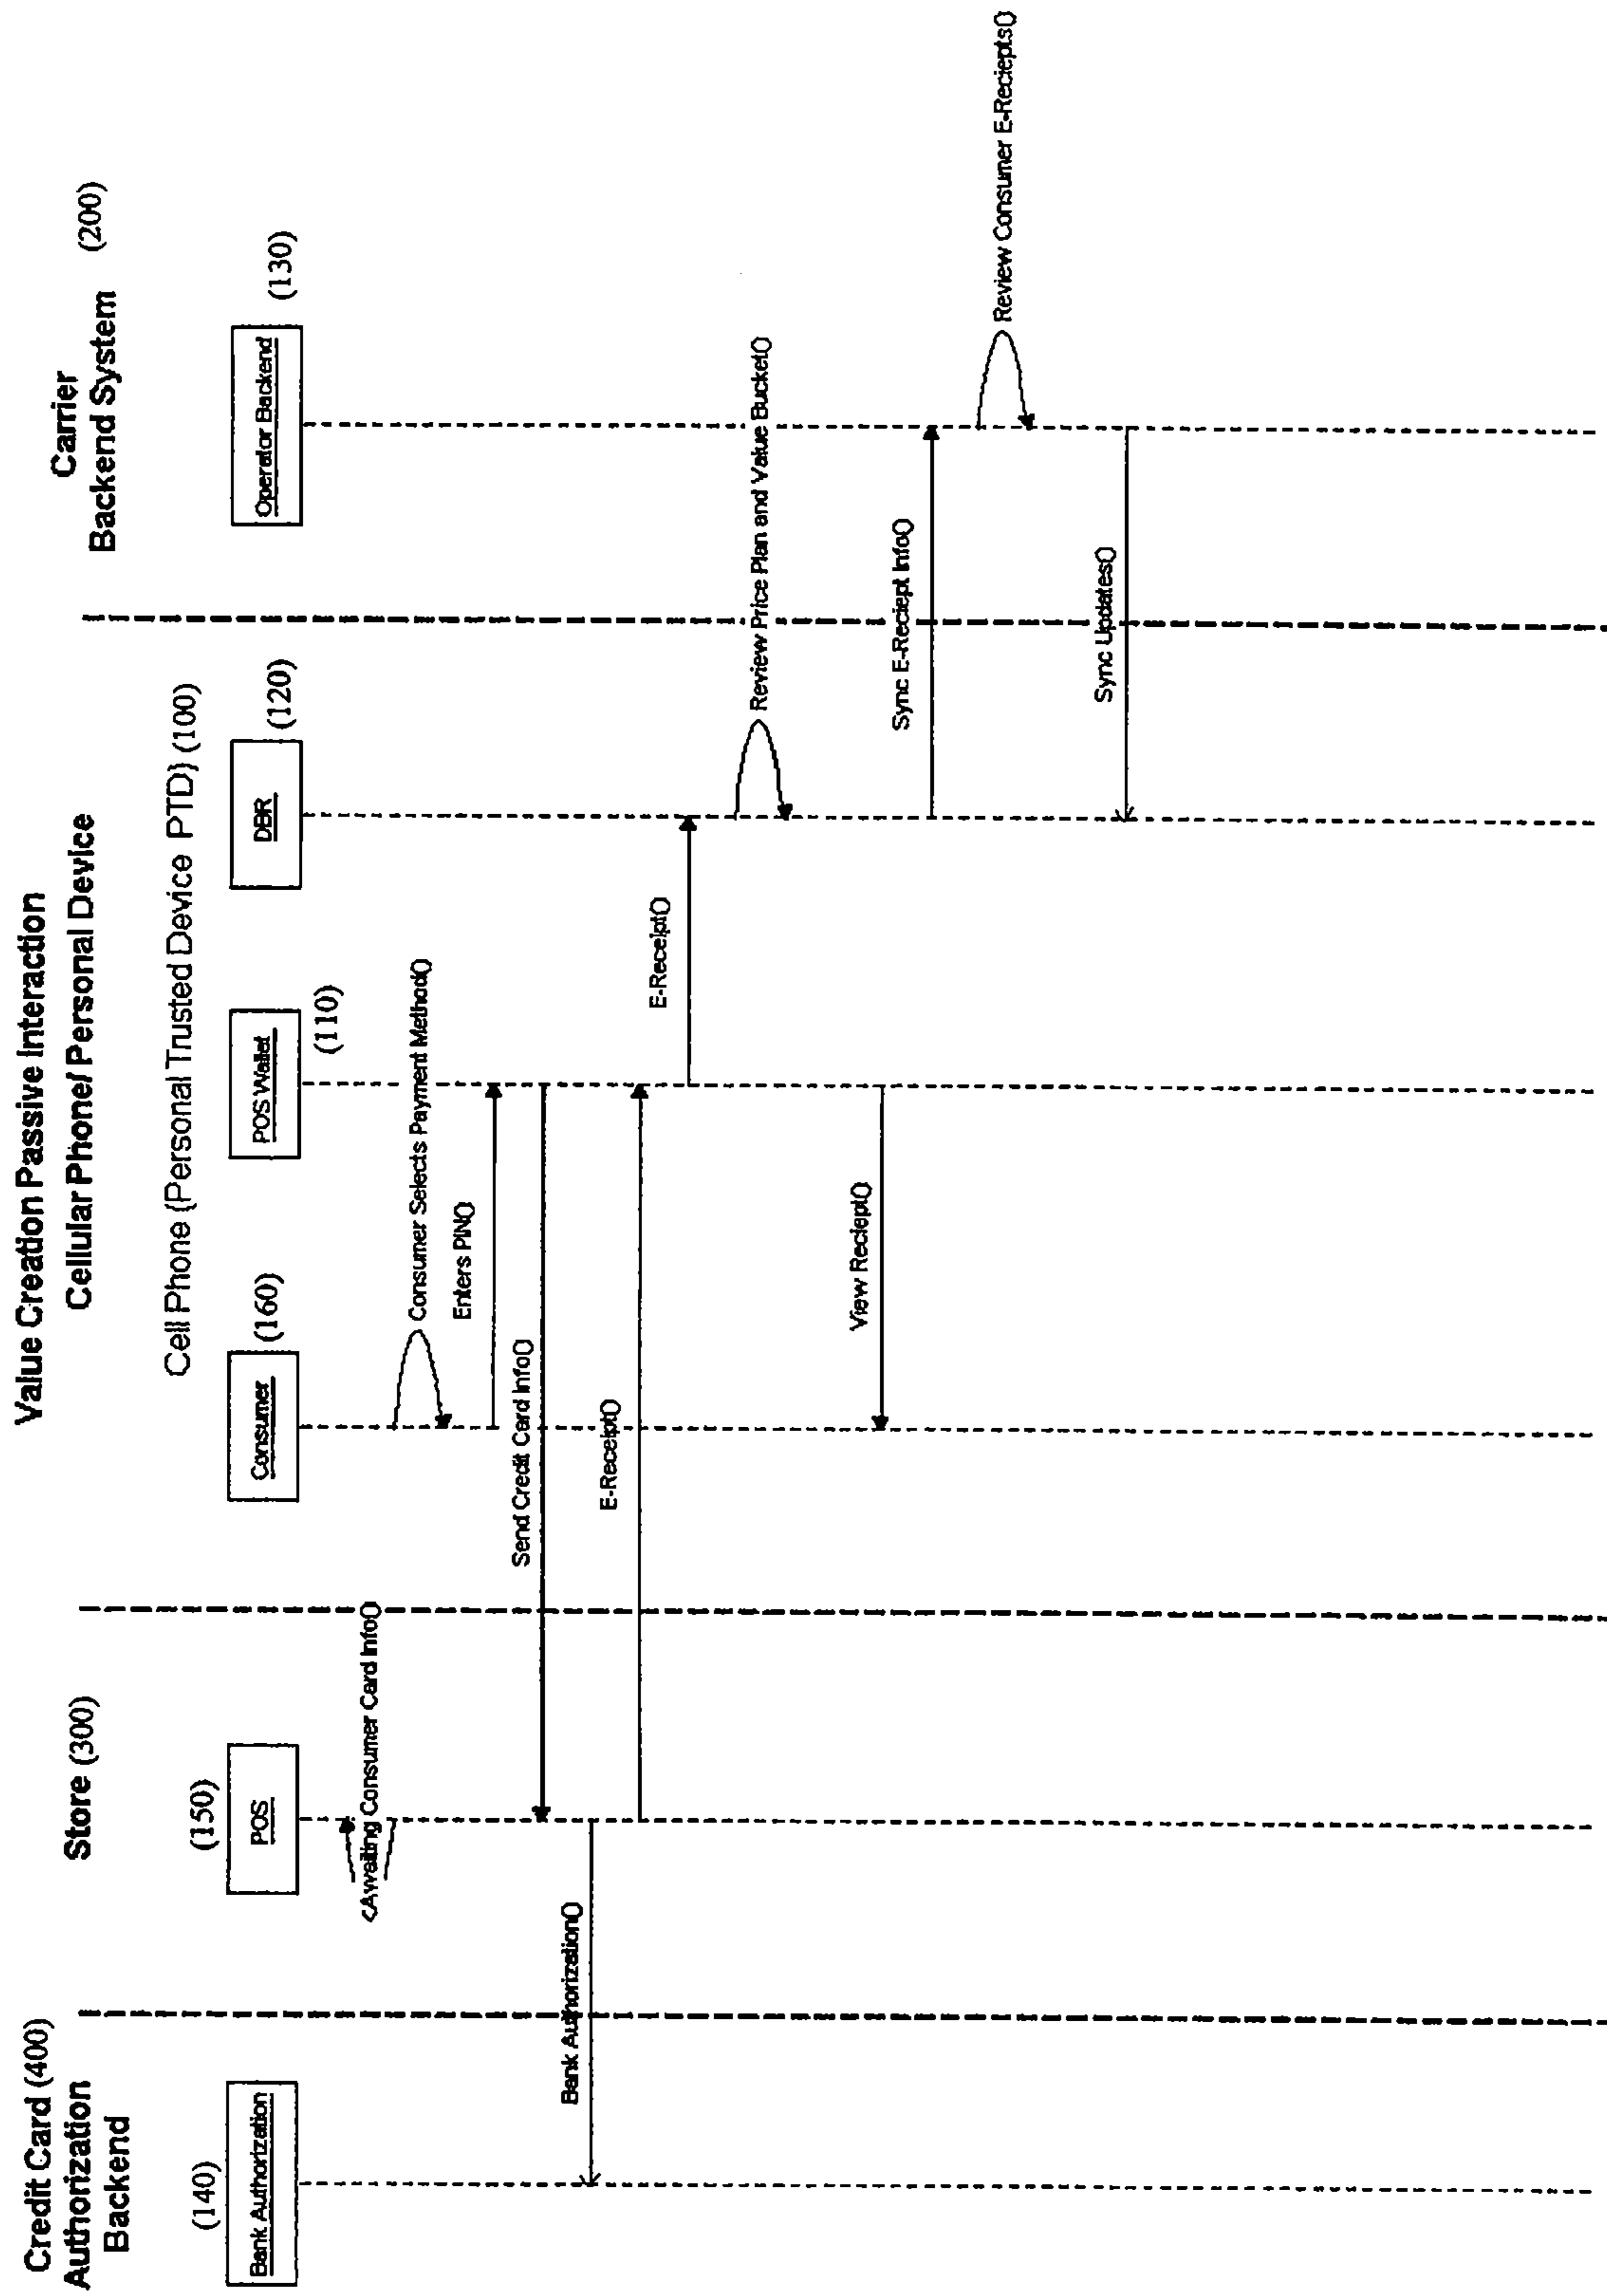 Value Creation Passive Interaction
Credit Card (400)
Authorization
Backend
Store (300)
Cellular Phone/ Personal Device
Carrier
Backend System (200)
Cell Phone (Personal Trusted Device PTD) (100)
(140)
Bank Authorization
(150)
POS
Consumer
(160)
POS Wallet
(110)
DBR
(120)
Operator Backend
(130)
<Awaiting Consumer Card Info()
Consumer Selects Payment Method()
Enters PIN()
Send Credit Card Info()
Bank Authorization()
E-Receipt()
E-Receipt()
Review Price Plan and Value Bucket()
View Reciept()
Sync E-Reciept Info()
Review Consumer E-Reciepts()
Sync Updates()